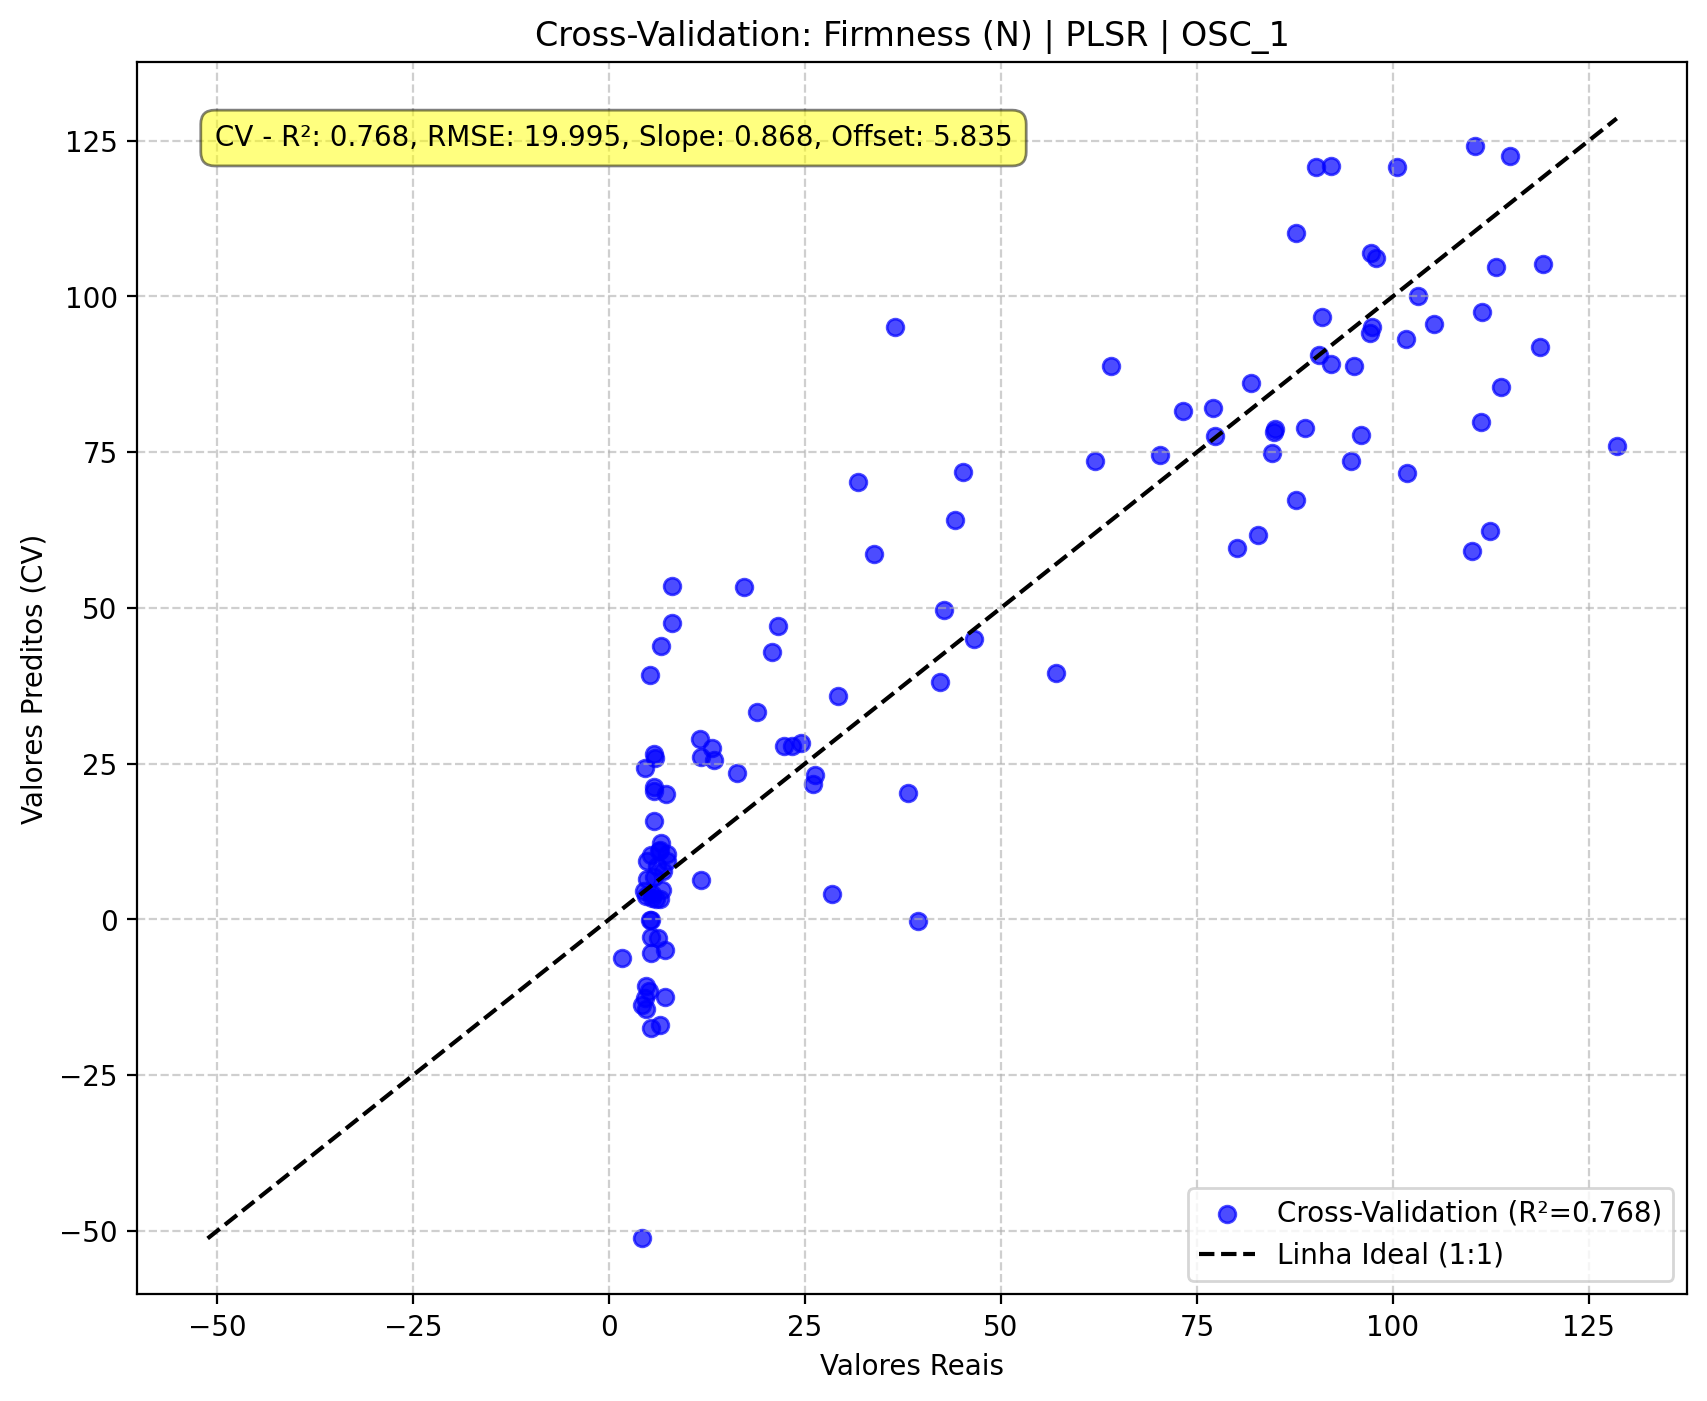 Cross-Validation: Firmness (N) | PLSR | OSC_1
CV - R²: 0.768, RMSE: 19.995, Slope: 0.868, Offset: 5.835
Valores Preditos (CV)
125
100
75
50
25
0
−25
−50
Cross-Validation (R²=0.768)
Linha Ideal (1:1)
−50 −25 0 25 50 75 100 125
Valores Reais